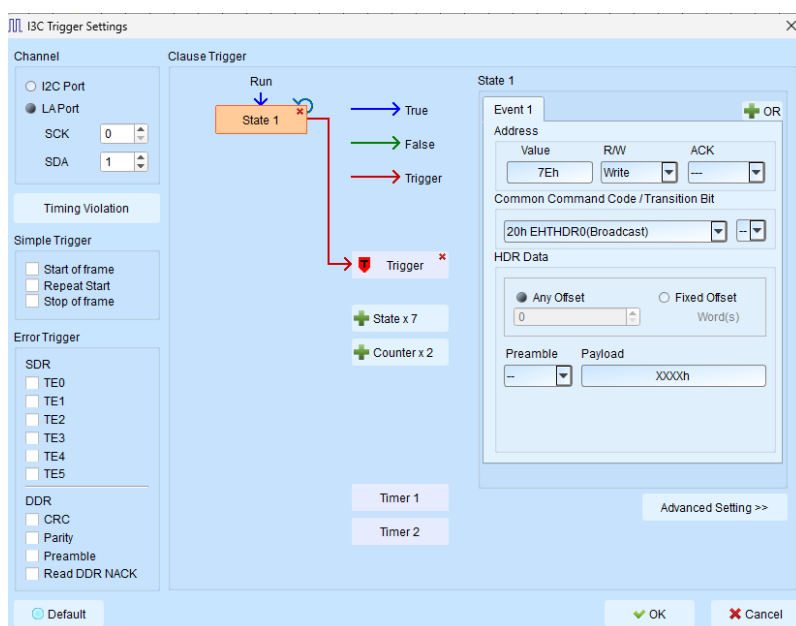 I3C Trigger Settings
Channel
I2C Port
LA Port
SCK 0
SDA 1
Timing Violation
Simple Trigger
Start of frame
Repeat Start
Stop of frame
Error Trigger
SDR
TE0
TE1
TE2
TE3
TE4
TE5
DDR
CRC
Parity
Preamble
Read DDR NACK
Default
Clause Trigger
Run
State 1
True
False
Trigger
T Trigger
State x 7
Counter x 2
Timer 1
Timer 2
State 1
Event 1 OR
Address
Value R/W ACK
7Eh Write ---
Common Command Code / Transition Bit
20h EHTHDR0(Broadcast) --
HDR Data
Any Offset Fixed Offset
0 Word(s)
Preamble Payload
-- XXXXh
Advanced Setting >>
OK Cancel